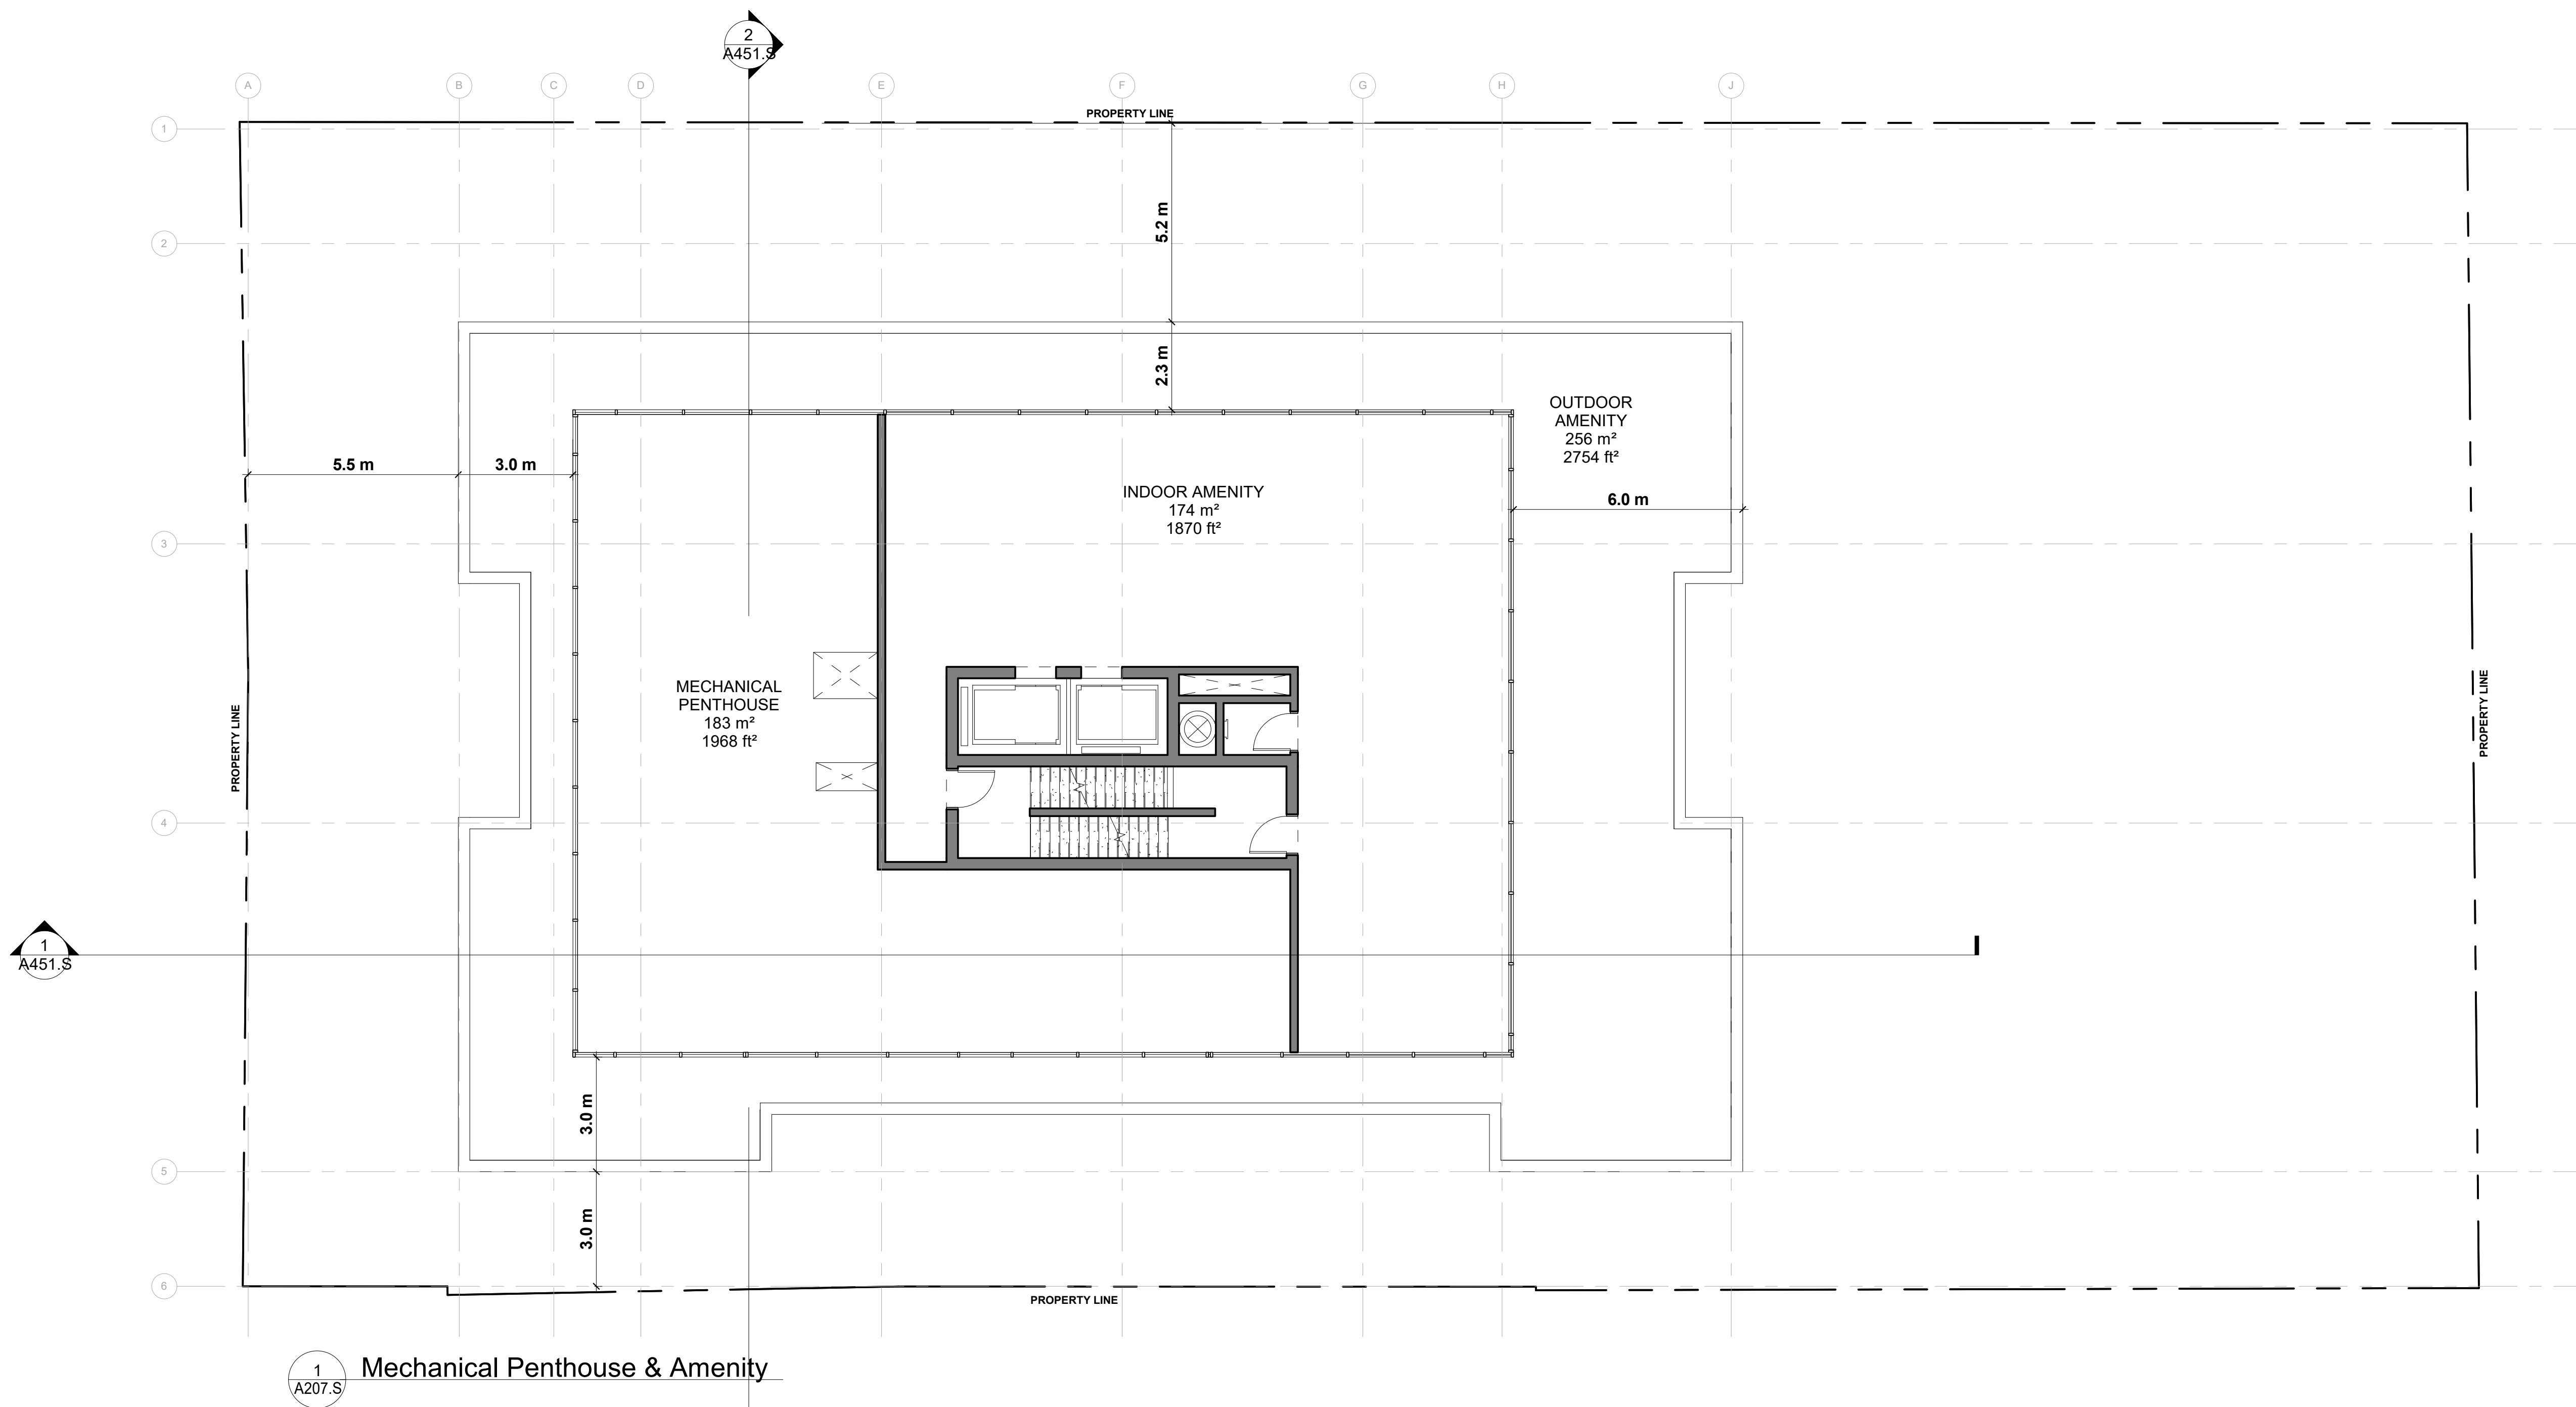 2
A451.S
A
B
C
D
E
F
G
H
J
PROPERTY LINE
1
2
5.2 m
2.3 m
OUTDOOR
AMENITY
256 m²
2754 ft²
5.5 m
3.0 m
INDOOR AMENITY
174 m²
1870 ft²
6.0 m
3
MECHANICAL
PENTHOUSE
183 m²
1968 ft²
PROPERTY LINE
PROPERTY LINE
4
1
A451.S
3.0 m
5
3.0 m
6
PROPERTY LINE
1
A207.S
Mechanical Penthouse & Amenity